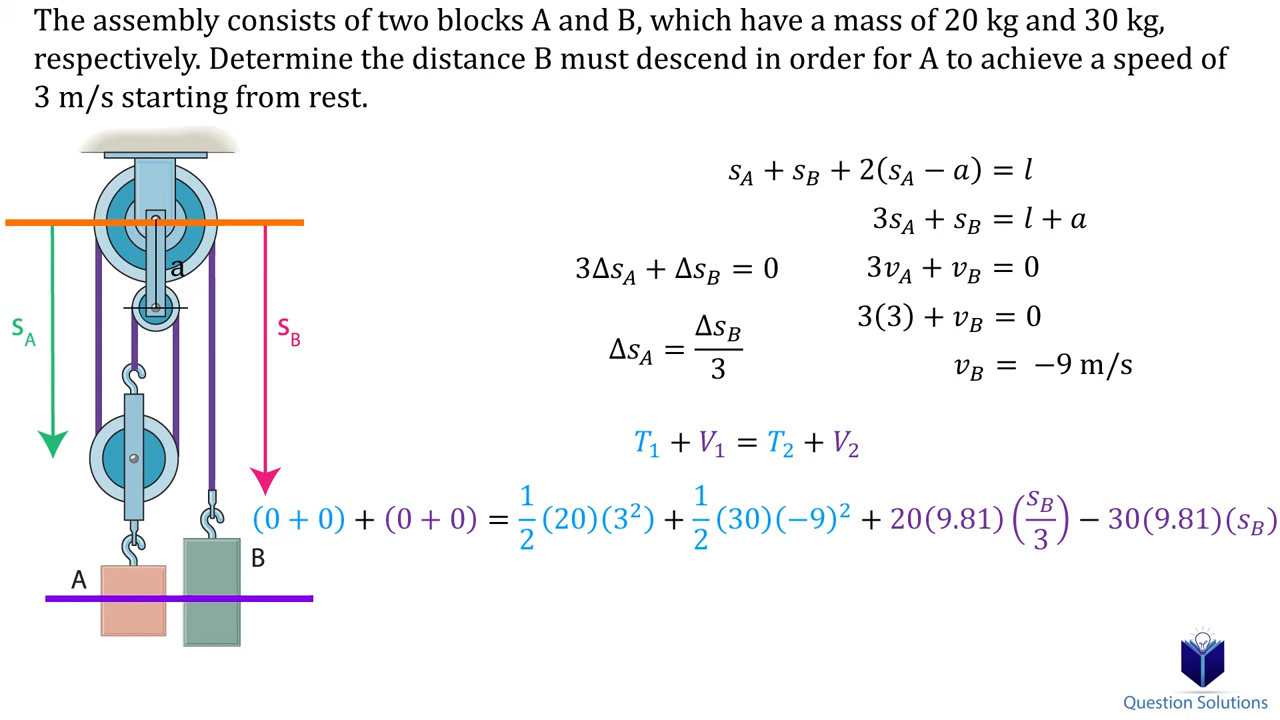 The assembly consists of two blocks A and B, which have a mass of 20 kg and 30 kg,
respectively. Determine the distance B must descend in order for A to achieve a speed of
3 m/s starting from rest.
s_A + s_B + 2(s_A − a) = l
3s_A + s_B = l + a
3Δs_A + Δs_B = 0
3v_A + v_B = 0
3(3) + v_B = 0
Δs_A = Δs_B / 3
v_B = −9 m/s
a
S_A
S_B
T_1 + V_1 = T_2 + V_2
(0 + 0) + (0 + 0) = 1/2 (20)(3²) + 1/2 (30)(−9)² + 20(9.81) (s_B/3) − 30(9.81)(s_B)
A
B
Question Solutions